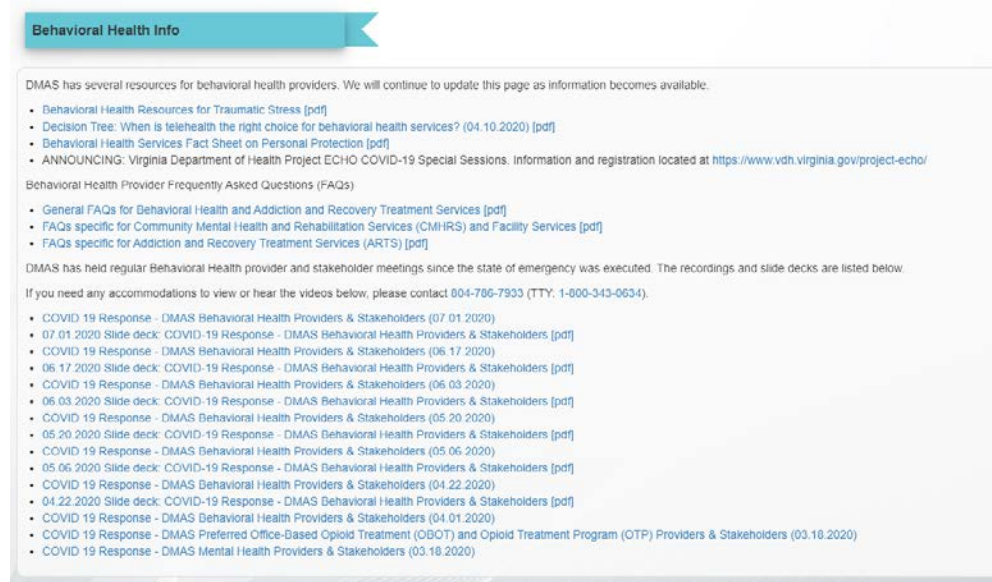 Behavioral Health Info
DMAS has several resources for behavioral health providers. We will continue to update this page as information becomes available.
• Behavioral Health Resources for Traumatic Stress [pdf]
• Decision Tree: When is telehealth the right choice for behavioral health services? (04.10.2020) [pdf]
• Behavioral Health Services Fact Sheet on Personal Protection [pdf]
• ANNOUNCING: Virginia Department of Health Project ECHO COVID-19 Special Sessions. Information and registration located at https://www.vdh.virginia.gov/project-echo/
Behavioral Health Provider Frequently Asked Questions (FAQs)
• General FAQs for Behavioral Health and Addiction and Recovery Treatment Services [pdf]
• FAQs specific for Community Mental Health and Rehabilitation Services (CMHRS) and Facility Services [pdf]
• FAQs specific for Addiction and Recovery Treatment Services (ARTS) [pdf]
DMAS has held regular Behavioral Health provider and stakeholder meetings since the state of emergency was executed. The recordings and slide decks are listed below.
If you need any accommodations to view or hear the videos below, please contact 804-786-7933 (TTY: 1-800-343-0634).
• COVID 19 Response - DMAS Behavioral Health Providers & Stakeholders (07.01.2020)
• 07.01.2020 Slide deck: COVID-19 Response - DMAS Behavioral Health Providers & Stakeholders [pdf]
• COVID 19 Response - DMAS Behavioral Health Providers & Stakeholders (06.17.2020)
• 06.17.2020 Slide deck: COVID-19 Response - DMAS Behavioral Health Providers & Stakeholders [pdf]
• COVID 19 Response - DMAS Behavioral Health Providers & Stakeholders (06.03.2020)
• 06.03.2020 Slide deck: COVID-19 Response - DMAS Behavioral Health Providers & Stakeholders [pdf]
• COVID 19 Response - DMAS Behavioral Health Providers & Stakeholders (05.20.2020)
• 05.20.2020 Slide deck: COVID-19 Response - DMAS Behavioral Health Providers & Stakeholders [pdf]
• COVID 19 Response - DMAS Behavioral Health Providers & Stakeholders (05.06.2020)
• 05.06.2020 Slide deck: COVID-19 Response - DMAS Behavioral Health Providers & Stakeholders [pdf]
• COVID 19 Response - DMAS Behavioral Health Providers & Stakeholders (04.22.2020)
• 04.22.2020 Slide deck: COVID-19 Response - DMAS Behavioral Health Providers & Stakeholders [pdf]
• COVID 19 Response - DMAS Behavioral Health Providers & Stakeholders (04.01.2020)
• COVID 19 Response - DMAS Preferred Office-Based Opioid Treatment (OBOT) and Opioid Treatment Program (OTP) Providers & Stakeholders (03.18.2020)
• COVID 19 Response - DMAS Mental Health Providers & Stakeholders (03.18.2020)